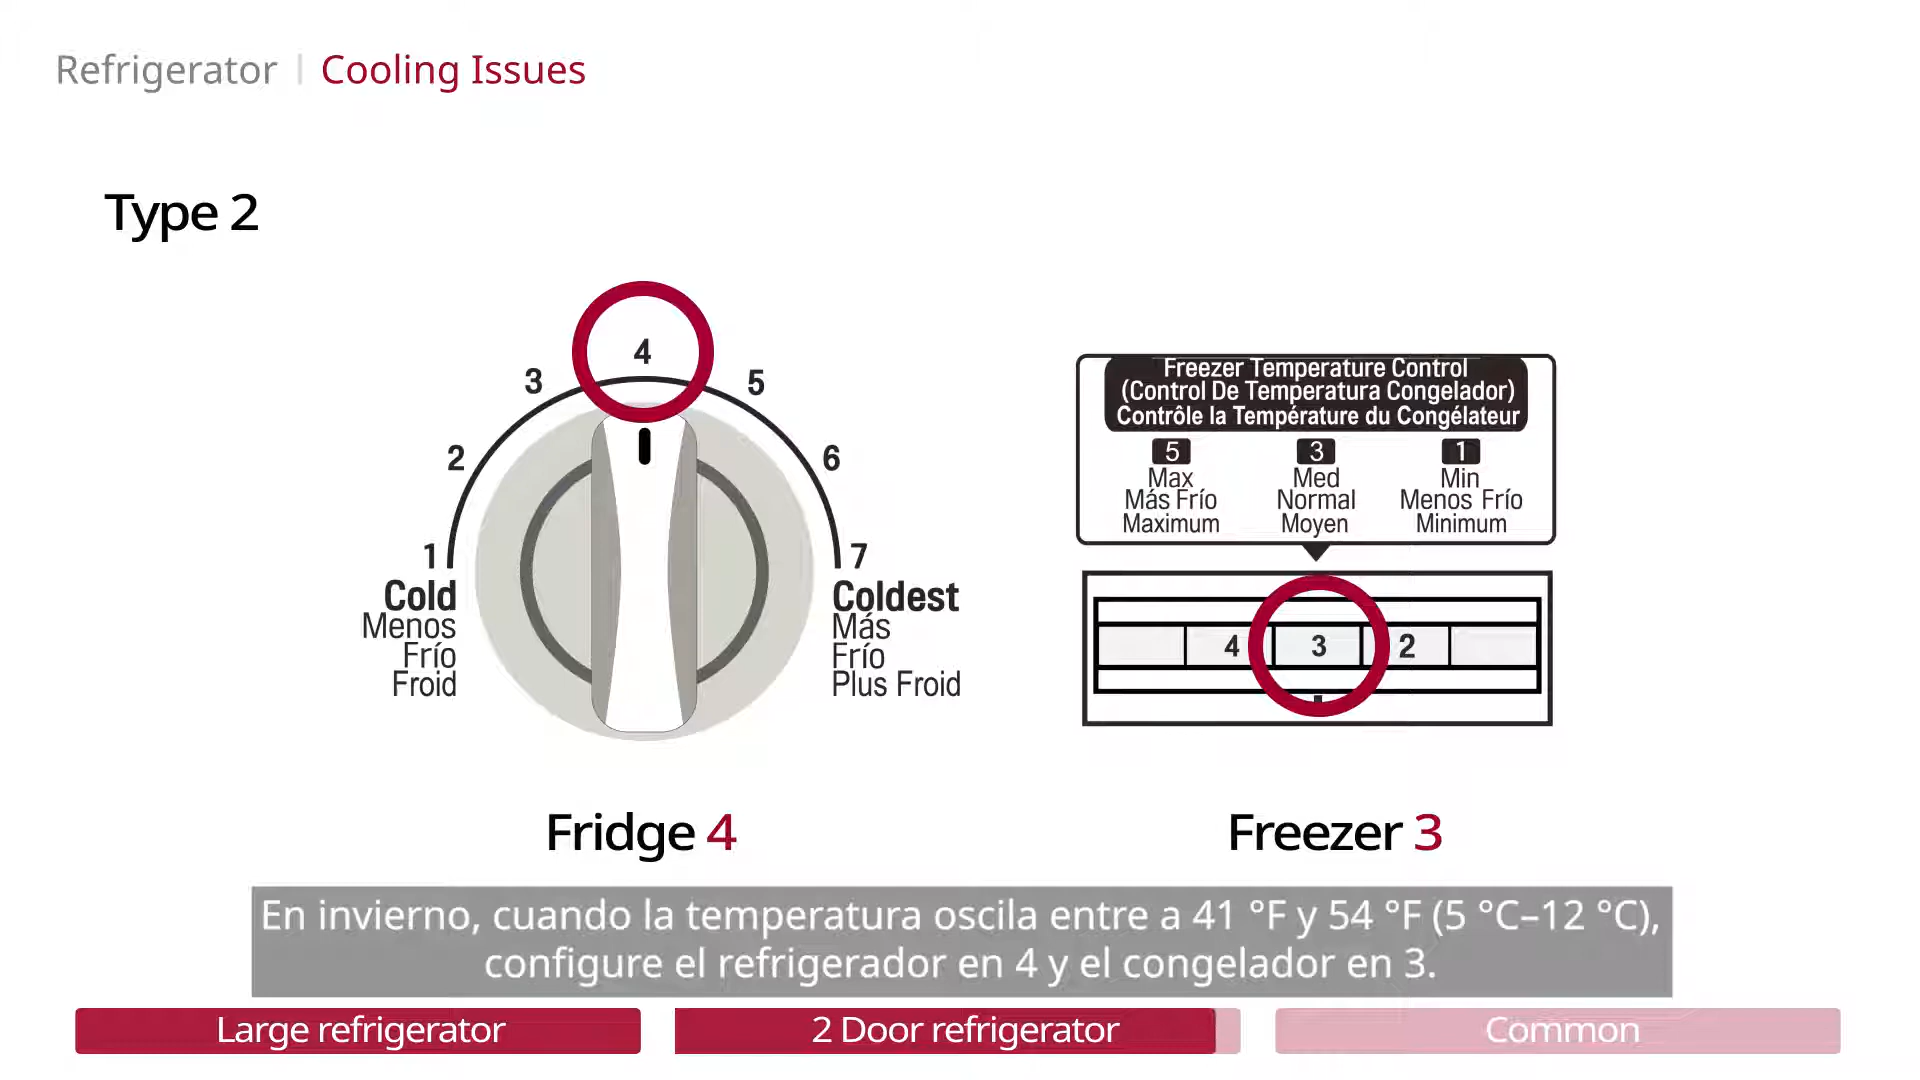 Refrigerator | Cooling Issues
Type 2
4
3
5
2
6
1
7
Cold
Menos
Frío
Froid
Coldest
Más
Frío
Plus Froid
Freezer Temperature Control
(Control De Temperatura Congelador)
Contrôle la Température du Congélateur
5 3 1
Max Med Min
Más Frío Normal Menos Frío
Maximum Moyen Minimum
4 3 2
Fridge 4
Freezer 3
En invierno, cuando la temperatura oscila entre a 41 °F y 54 °F (5 °C–12 °C),
configure el refrigerador en 4 y el congelador en 3.
Large refrigerator
2 Door refrigerator
Common